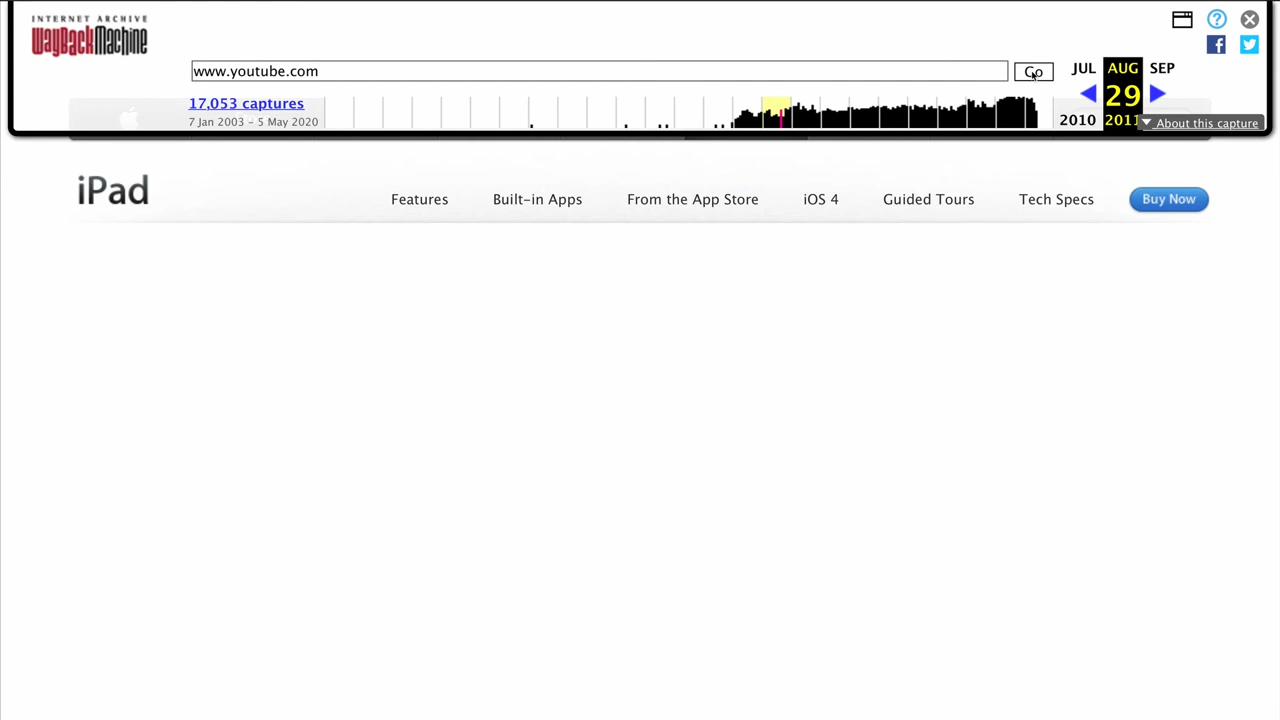 INTERNET ARCHIVE
WayBackMachine
www.youtube.com
Go
JUL AUG SEP
17,053 captures
29
7 Jan 2003 – 5 May 2020
2010 2011
About this capture
iPad
Features Built-in Apps From the App Store iOS 4 Guided Tours Tech Specs Buy Now